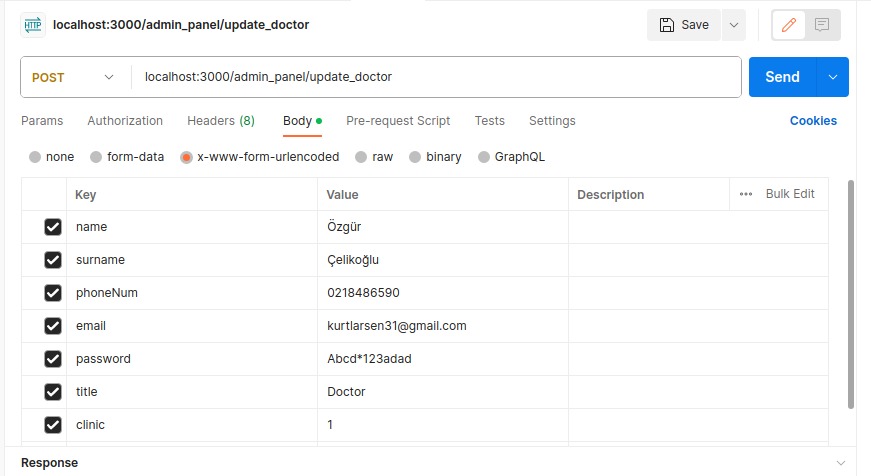 HTTP localhost:3000/admin_panel/update_doctor Save
POST localhost:3000/admin_panel/update_doctor Send
Params Authorization Headers (8) Body Pre-request Script Tests Settings Cookies
none form-data x-www-form-urlencoded raw binary GraphQL
Key Value Description ••• Bulk Edit
name Özgür
surname Çelikoğlu
phoneNum 0218486590
email kurtlarsen31@gmail.com
password Abcd*123adad
title Doctor
clinic 1
Response